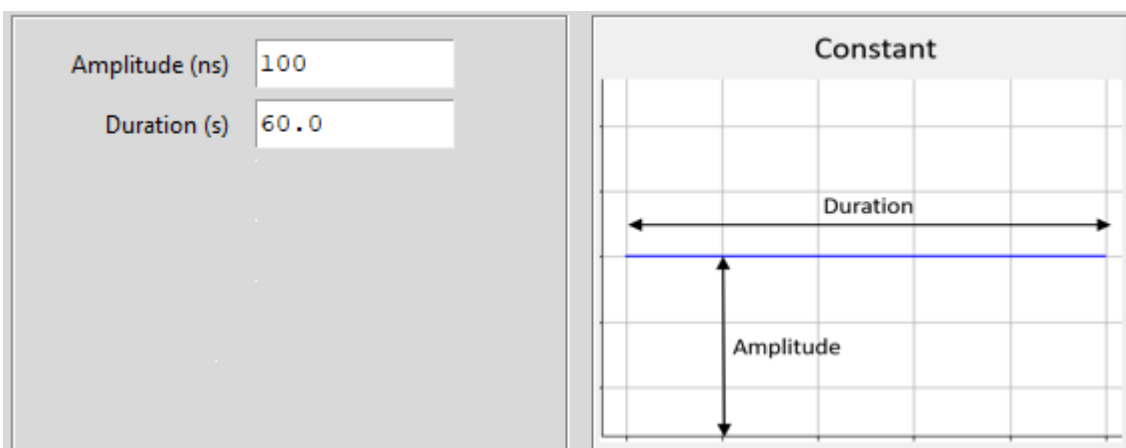 Amplitude (ns) 100
Duration (s) 60.0
Constant
Duration
Amplitude